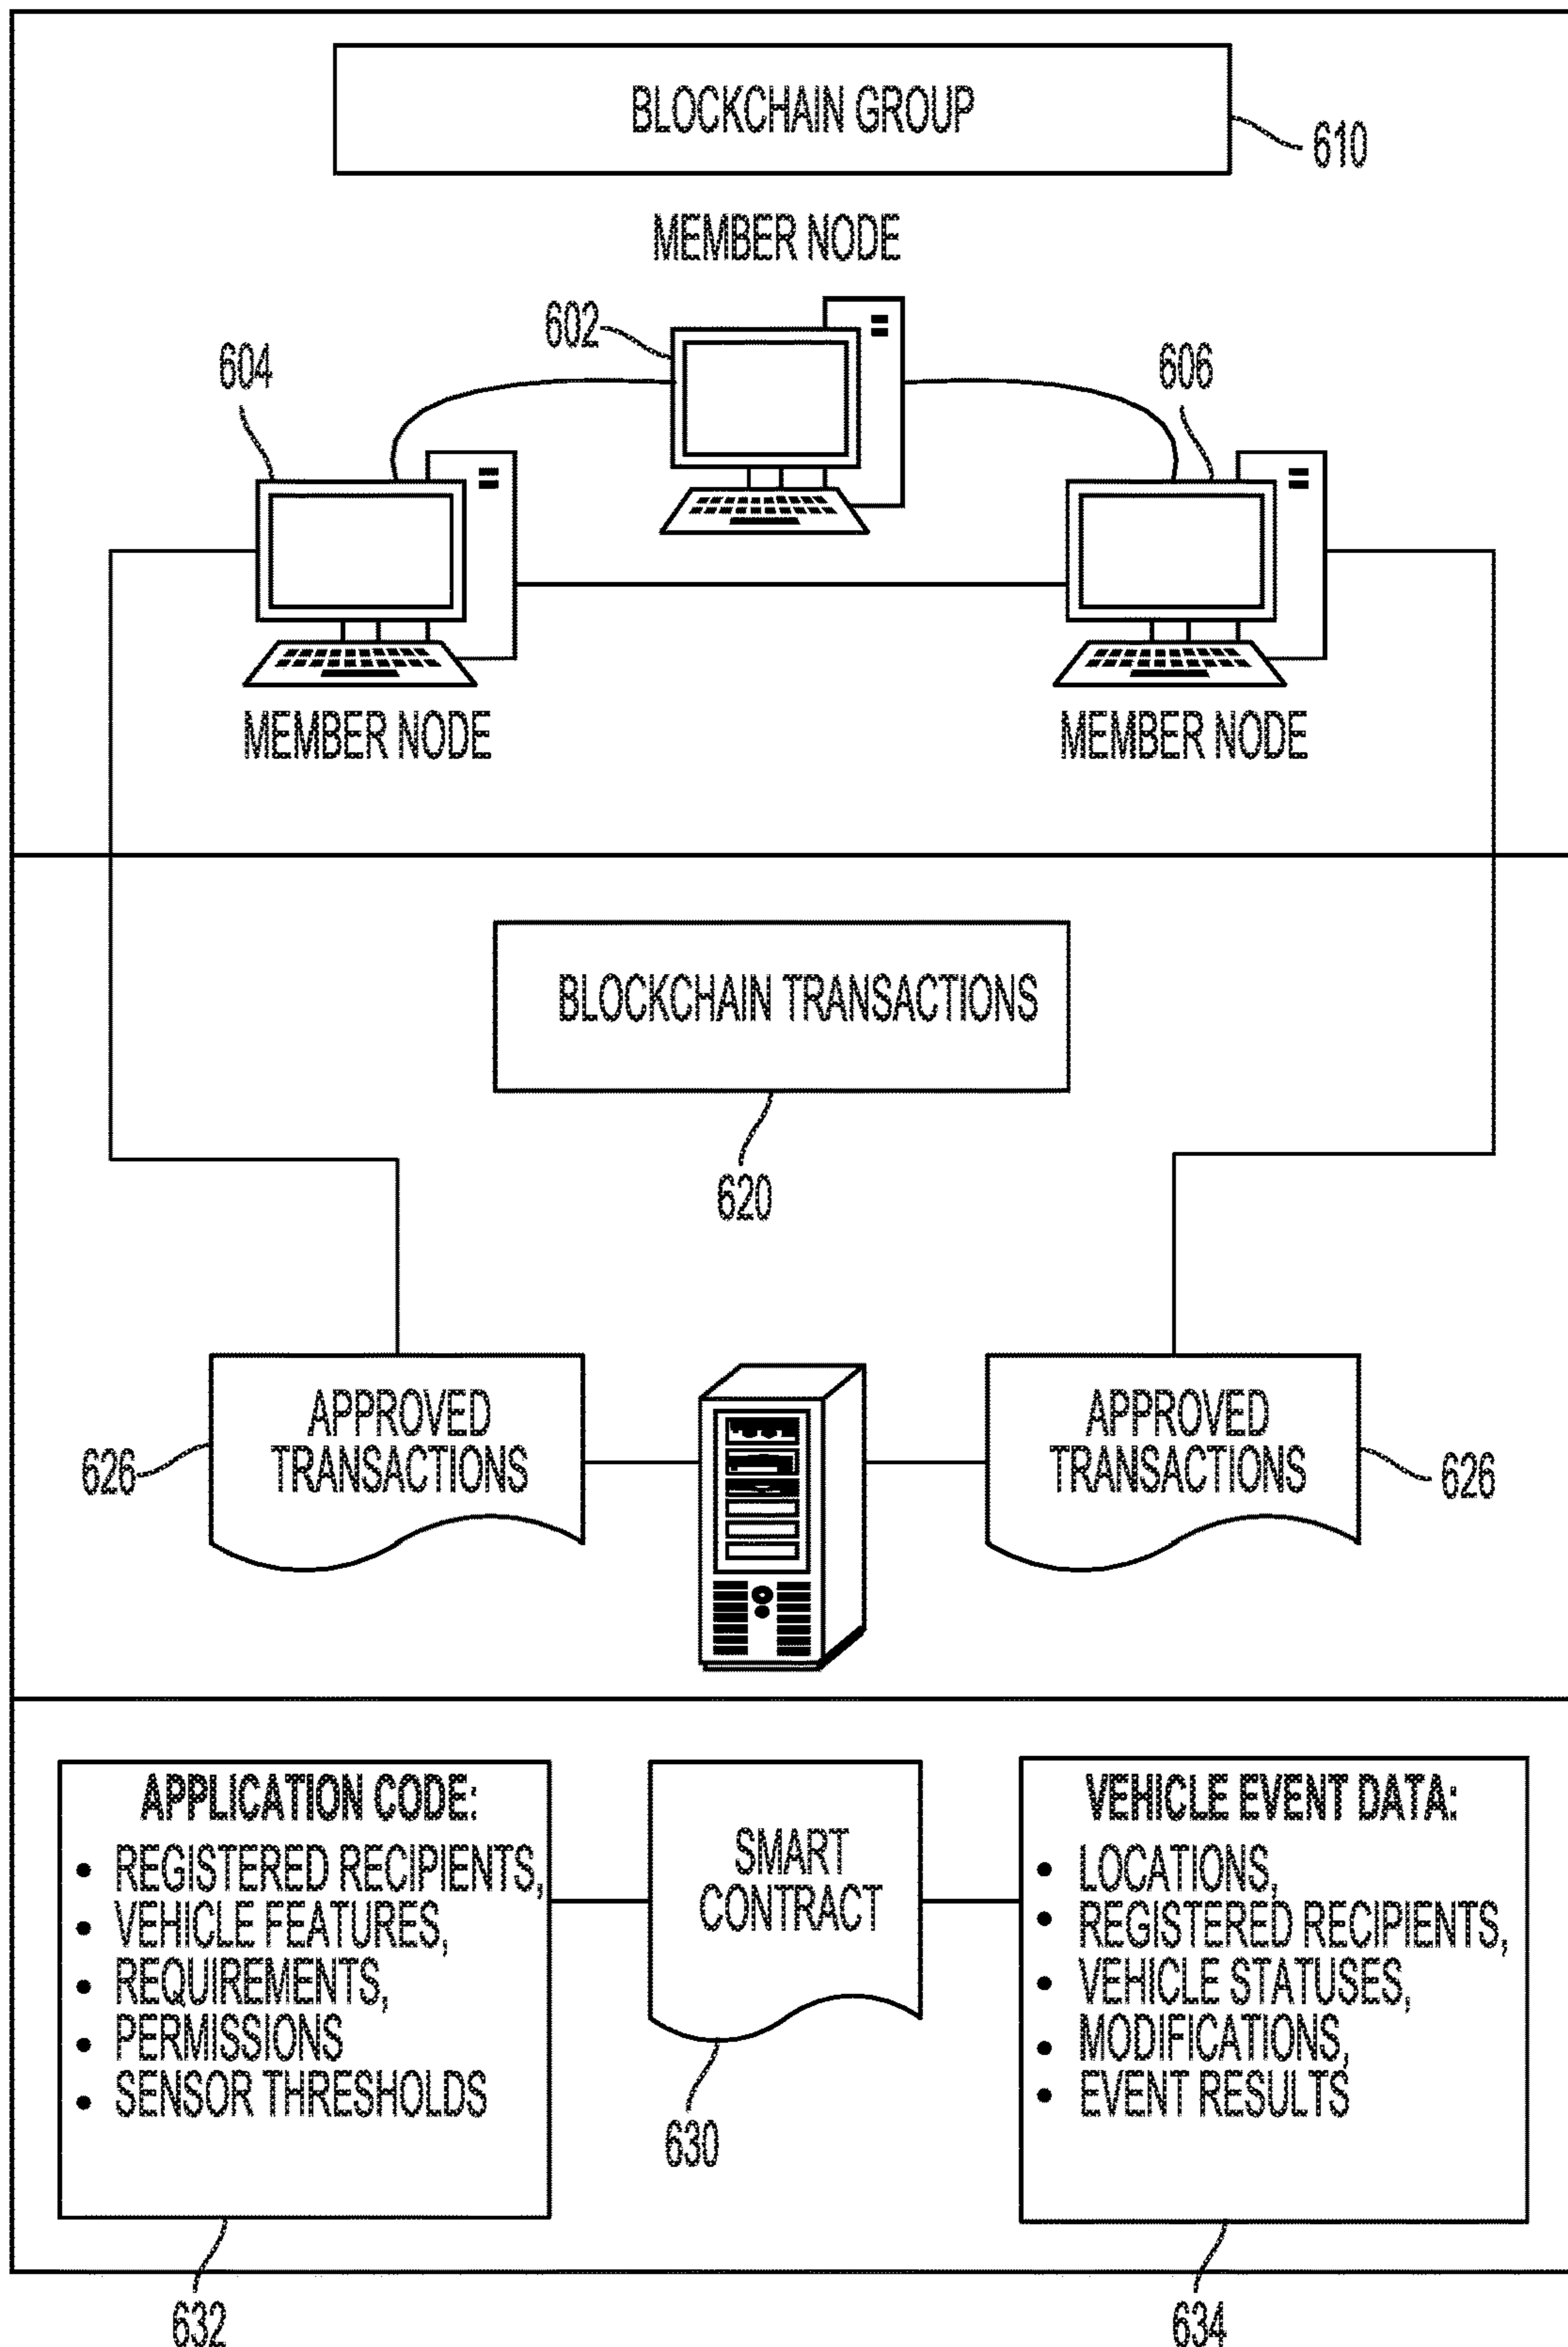 BLOCKCHAIN GROUP
610
MEMBER NODE
602
604
606
MEMBER NODE
MEMBER NODE
BLOCKCHAIN TRANSACTIONS
620
APPROVED
TRANSACTIONS
626
APPROVED
TRANSACTIONS
626
APPLICATION CODE:
• REGISTERED RECIPIENTS,
• VEHICLE FEATURES,
• REQUIREMENTS,
• PERMISSIONS
• SENSOR THRESHOLDS
632
SMART
CONTRACT
630
VEHICLE EVENT DATA:
• LOCATIONS,
• REGISTERED RECIPIENTS,
• VEHICLE STATUSES,
• MODIFICATIONS,
• EVENT RESULTS
634